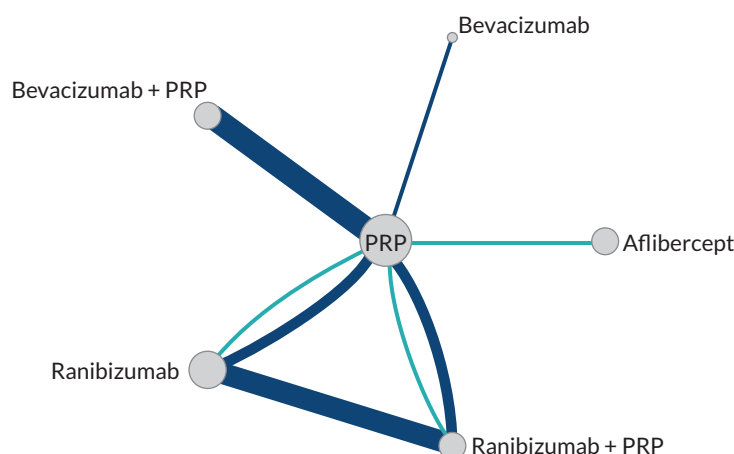 Bevacizumab
Bevacizumab + PRP
PRP
Aflibercept
Ranibizumab
Ranibizumab + PRP